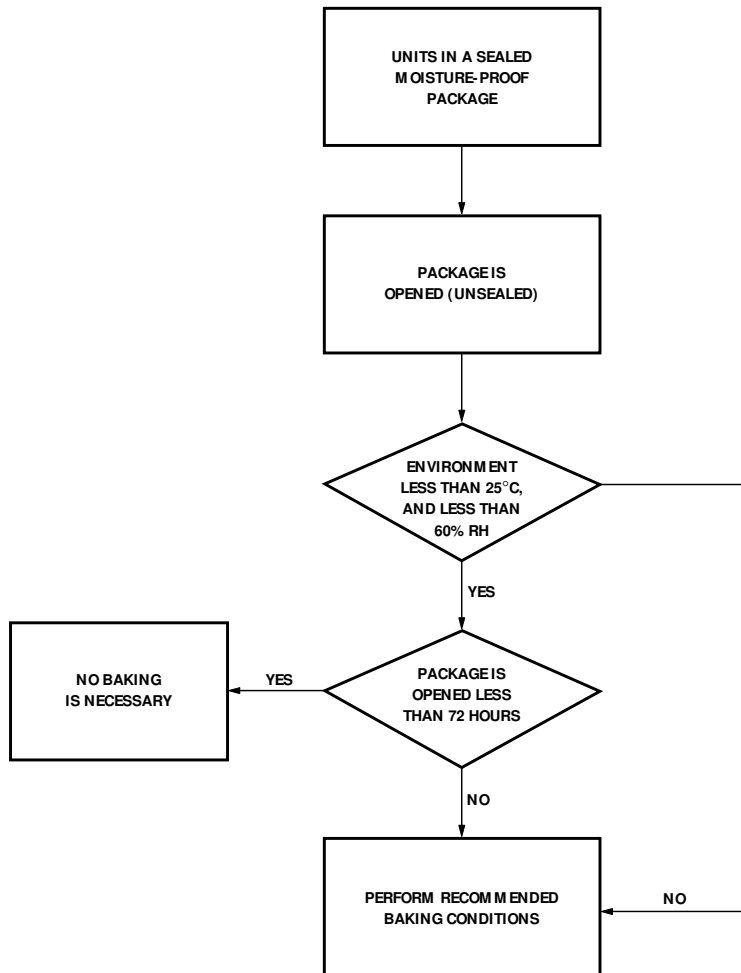 UNITS IN A SEALED
MOISTURE-PROOF
PACKAGE
PACKAGE IS
OPENED (UNSEALED)
ENVIRONMENT
LESS THAN 25°C,
AND LESS THAN
60% RH
YES
NO BAKING
IS NECESSARY
YES
PACKAGE IS
OPENED LESS
THAN 72 HOURS
NO
PERFORM RECOMMENDED
BAKING CONDITIONS
NO